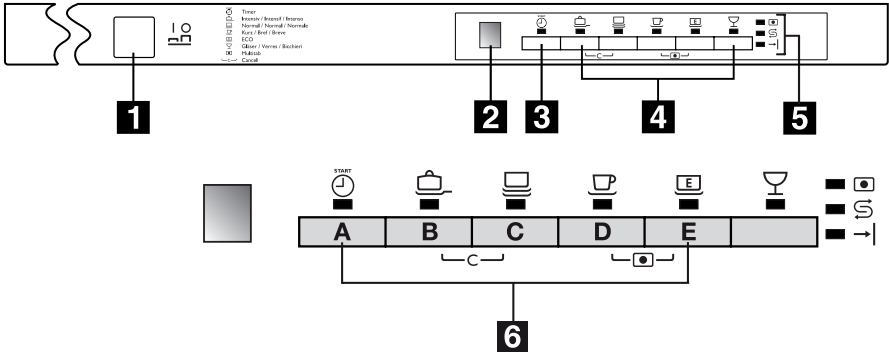 Timer
Intensiv / Intensif / Intenso
Normal / Normal / Normale
Kurz / Bref / Breve
ECO
Gläser / Verres / Bicchieri
Multitab
C Cancel
START
E
C
1
2
3
4
5
START
E
A B C D E
C
6